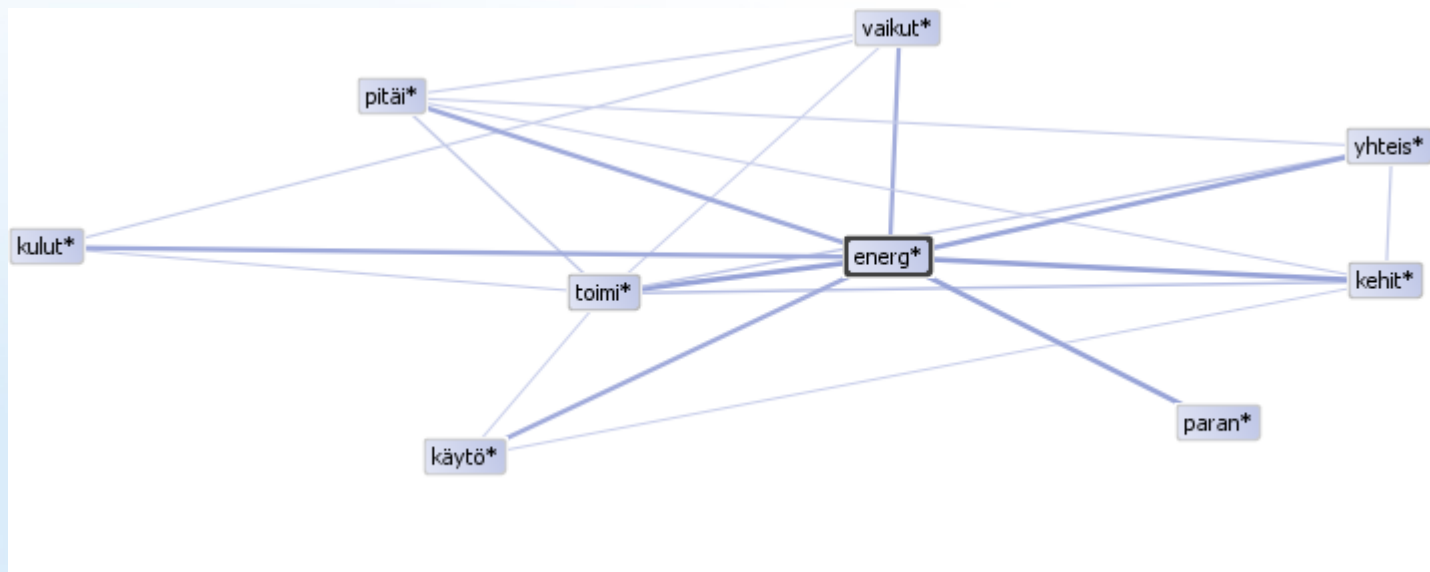 vaikut*
pitäi*
yhteis*
kulut*
energ*
toimi*
kehit*
paran*
käytö*